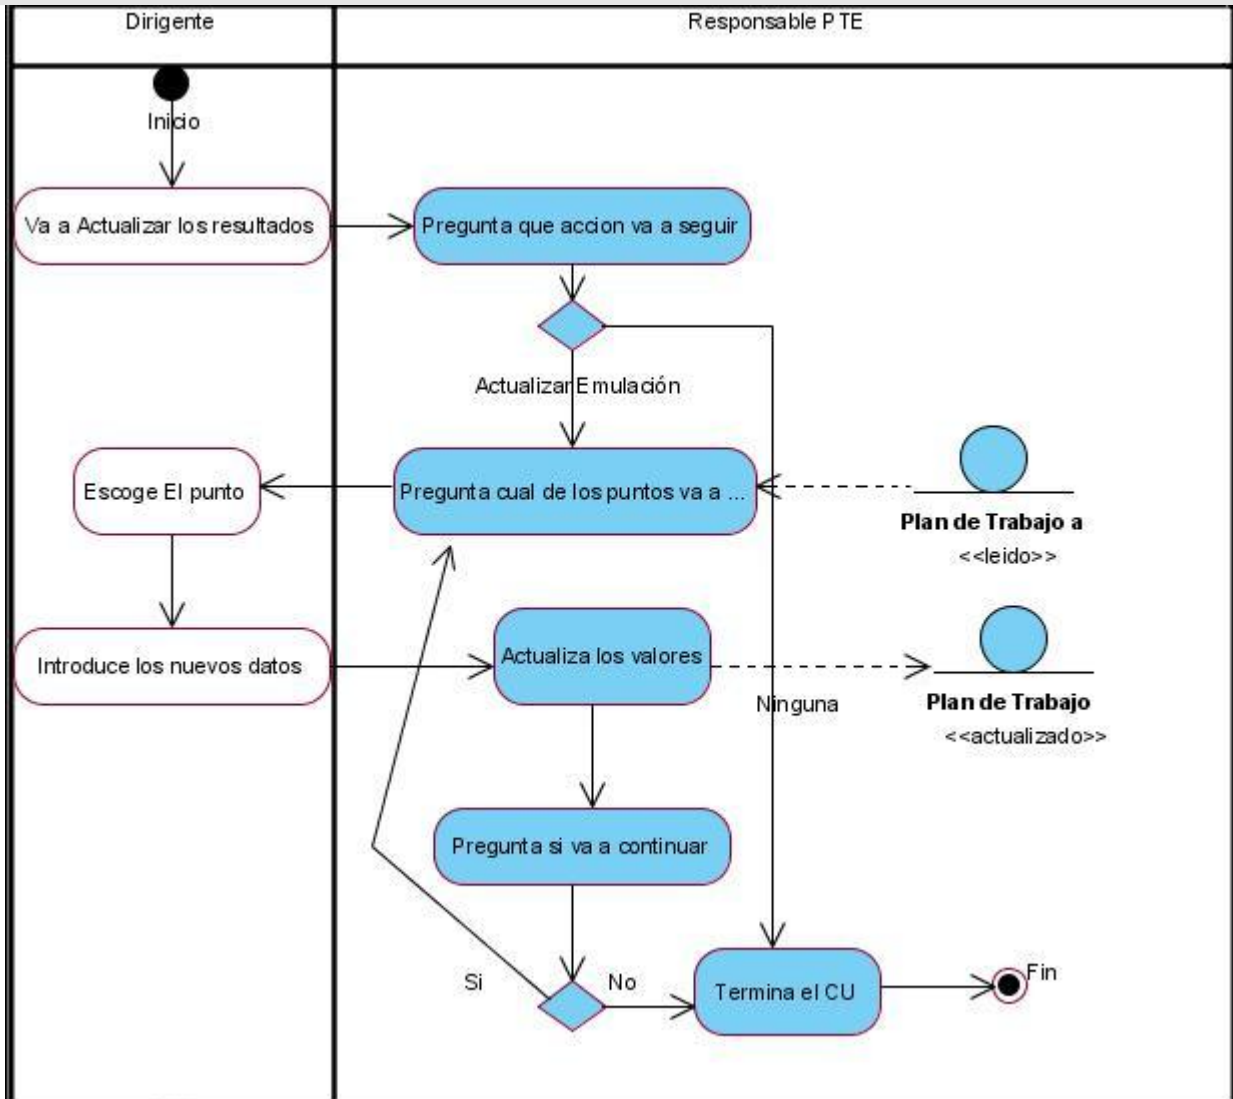 Dirigente
Responsable PTE
Inicio
Va a Actualizar los resultados
Pregunta que accion va a seguir
Actualizar Emulación
Escoge El punto
Pregunta cual de los puntos va a ...
Plan de Trabajo a
<<leido>>
Introduce los nuevos datos
Actualiza los valores
Ninguna
Plan de Trabajo
<<actualizado>>
Pregunta si va a continuar
Si
No
Termina el CU
Fin